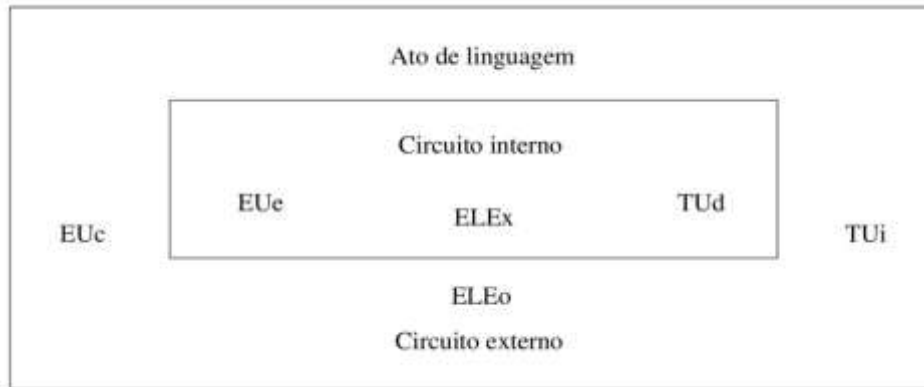 Ato de linguagem
Circuito interno
EUe
ELEx
TUd
EUc
TUi
ELEo
Circuito externo